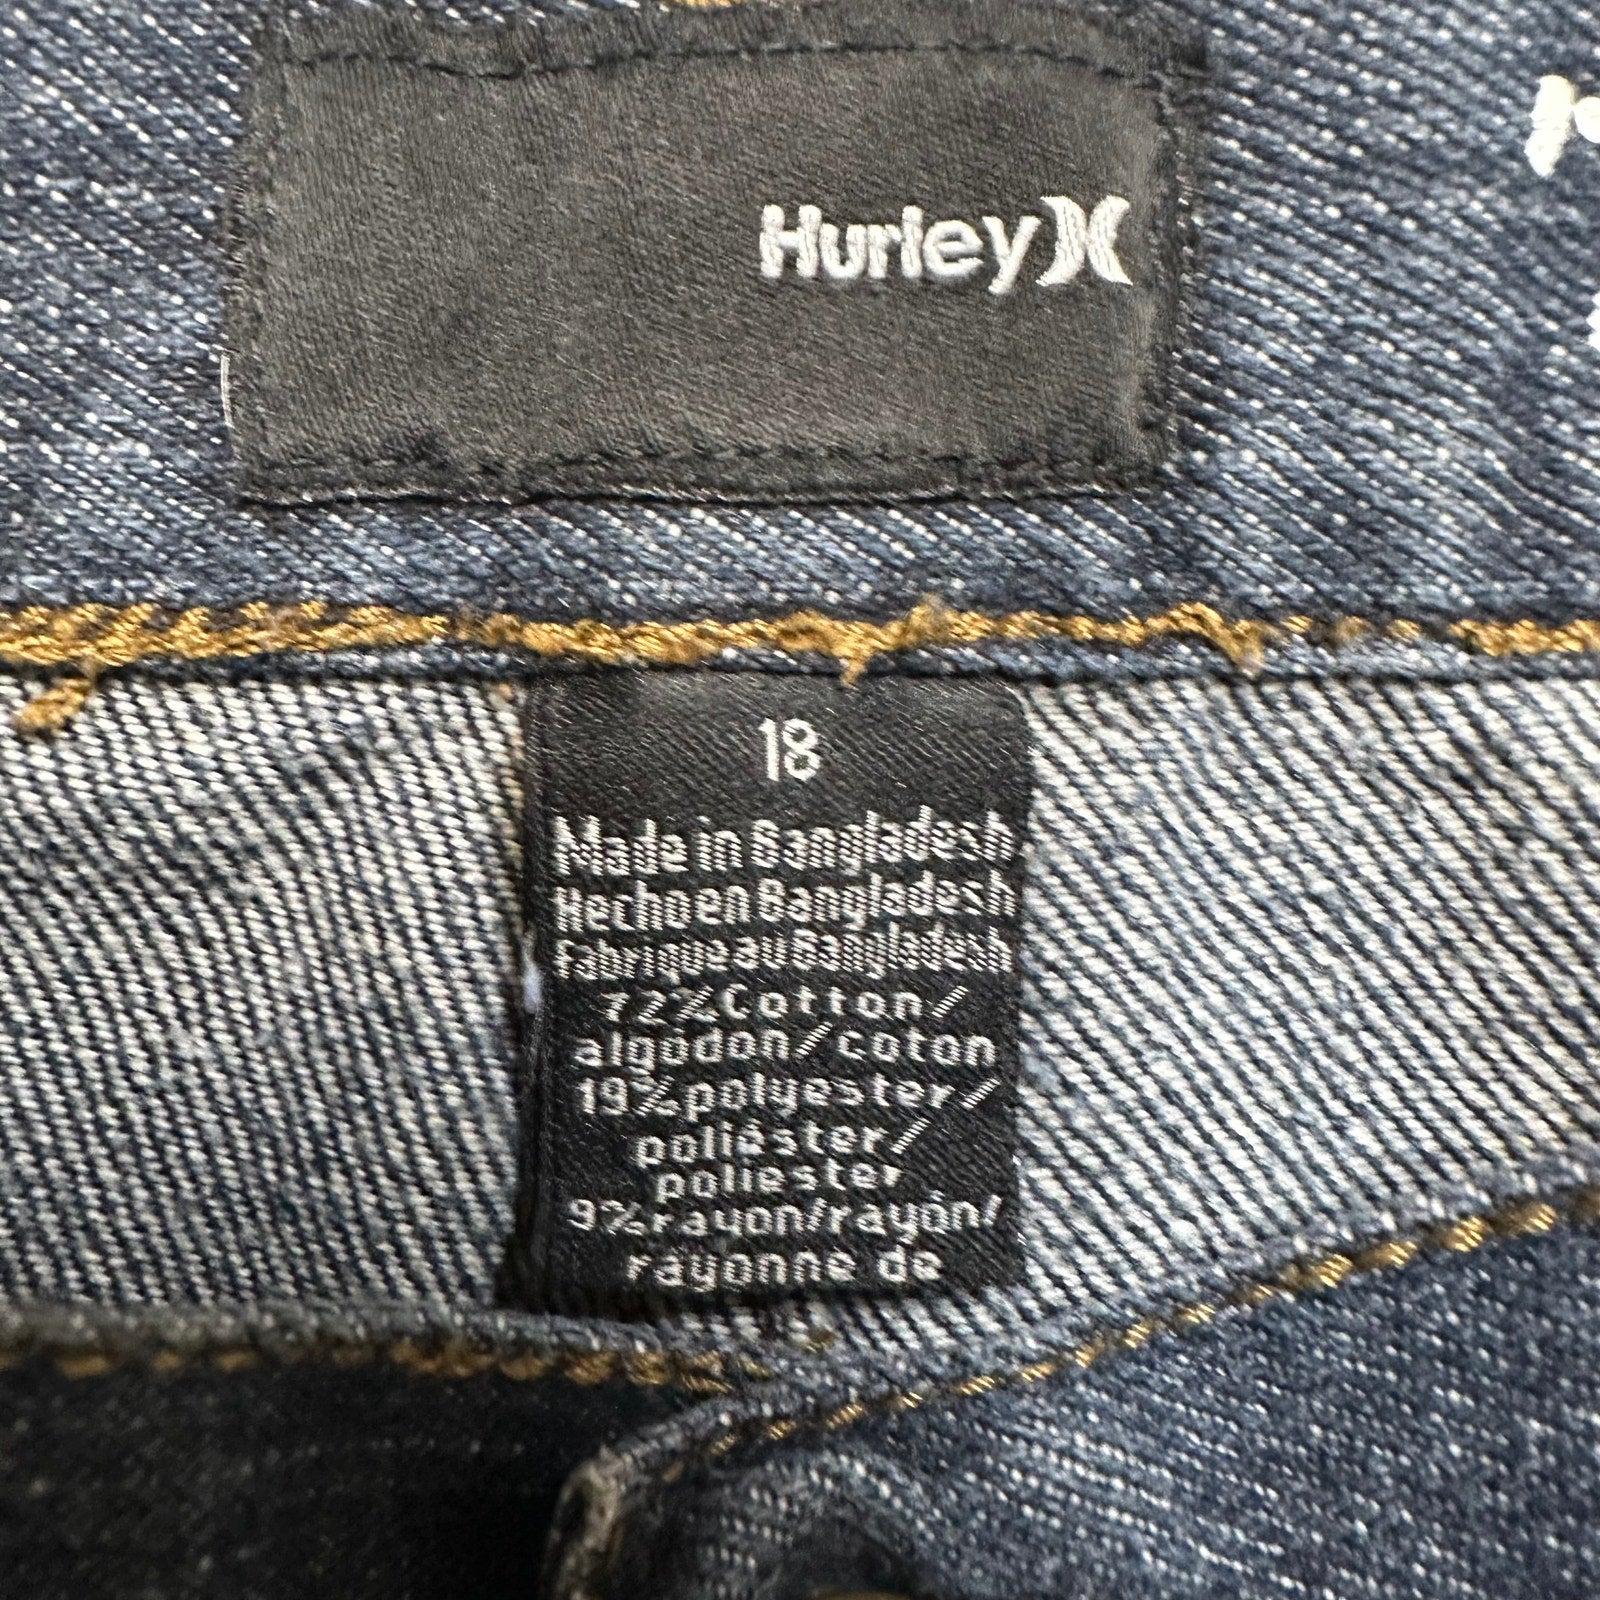 Hurley
18
Made in Bangladesh
Hecho en Bangladesh
Fabrique au Bangladesh
72% Cotton/
algodon/coton
19% polyester/
poliéster/
poliester
9% rayon/rayón/
rayonne de